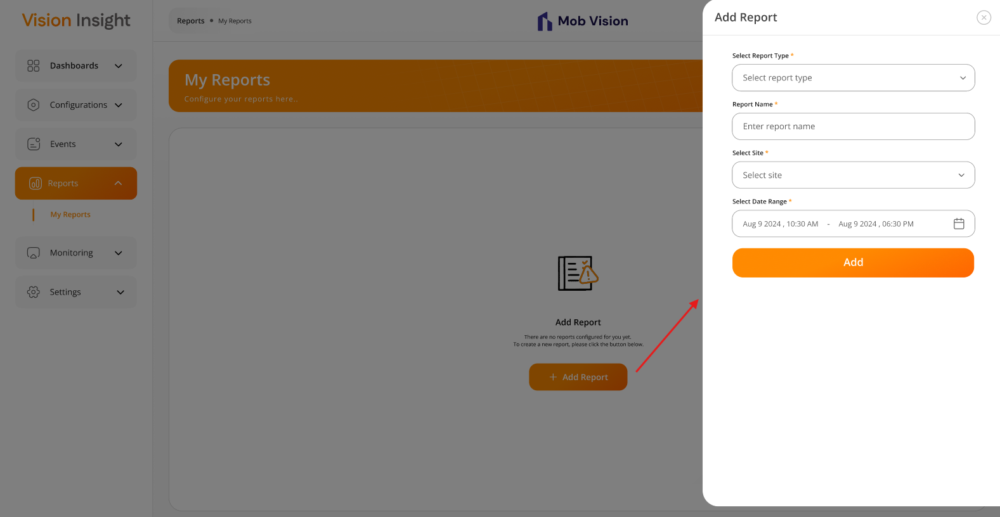 Vision Insight
Reports • My Reports
Mob Vision
Dashboards
Configurations
Events
Reports
My Reports
Monitoring
Settings
My Reports
Configure your reports here..
Add Report
There are no reports configured for you yet.
To create a new report, please click the button below.
+ Add Report
Add Report
Select Report Type *
Select report type
Report Name *
Enter report name
Select Site *
Select site
Select Date Range *
Aug 9 2024 , 10:30 AM - Aug 9 2024 , 06:30 PM
Add